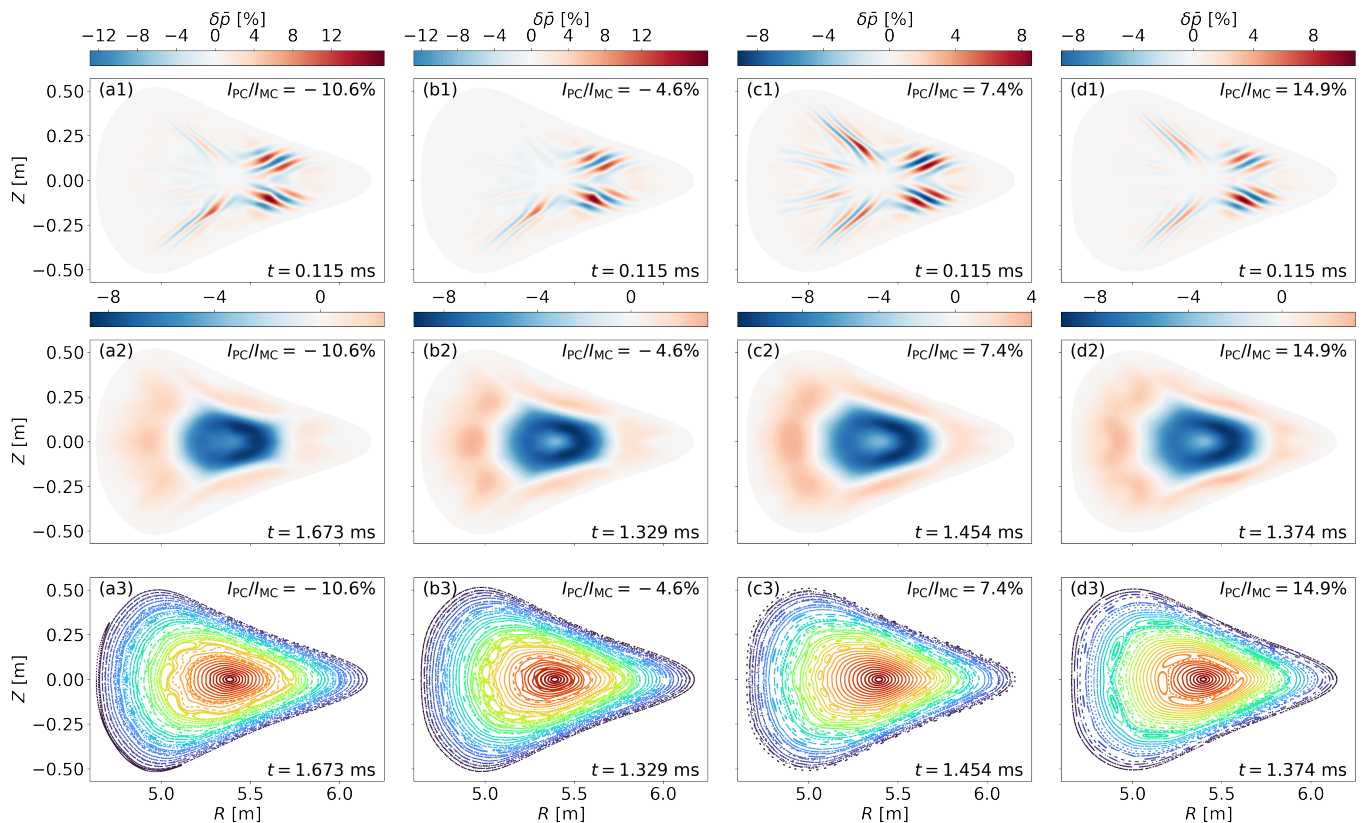 δp̄ [%] δp̄ [%] δp̄ [%] δp̄ [%]
−12 −8 −4 0 4 8 12 −12 −8 −4 0 4 8 12 −8 −4 0 4 8 −8 −4 0 4 8
(a1) I_PC/I_MC = −10.6% (b1) I_PC/I_MC = −4.6% (c1) I_PC/I_MC = 7.4% (d1) I_PC/I_MC = 14.9%
0.50
0.25
Z [m] 0.00
−0.25
−0.50
t = 0.115 ms t = 0.115 ms t = 0.115 ms t = 0.115 ms
−8 −4 0 −8 −4 0 −8 −4 0 4 −8 −4 0
(a2) I_PC/I_MC = −10.6% (b2) I_PC/I_MC = −4.6% (c2) I_PC/I_MC = 7.4% (d2) I_PC/I_MC = 14.9%
0.50
0.25
Z [m] 0.00
−0.25
−0.50
t = 1.673 ms t = 1.329 ms t = 1.454 ms t = 1.374 ms
(a3) I_PC/I_MC = −10.6% (b3) I_PC/I_MC = −4.6% (c3) I_PC/I_MC = 7.4% (d3) I_PC/I_MC = 14.9%
0.50
0.25
Z [m] 0.00
−0.25
−0.50
t = 1.673 ms t = 1.329 ms t = 1.454 ms t = 1.374 ms
5.0 5.5 6.0 5.0 5.5 6.0 5.0 5.5 6.0 5.0 5.5 6.0
R [m] R [m] R [m] R [m]